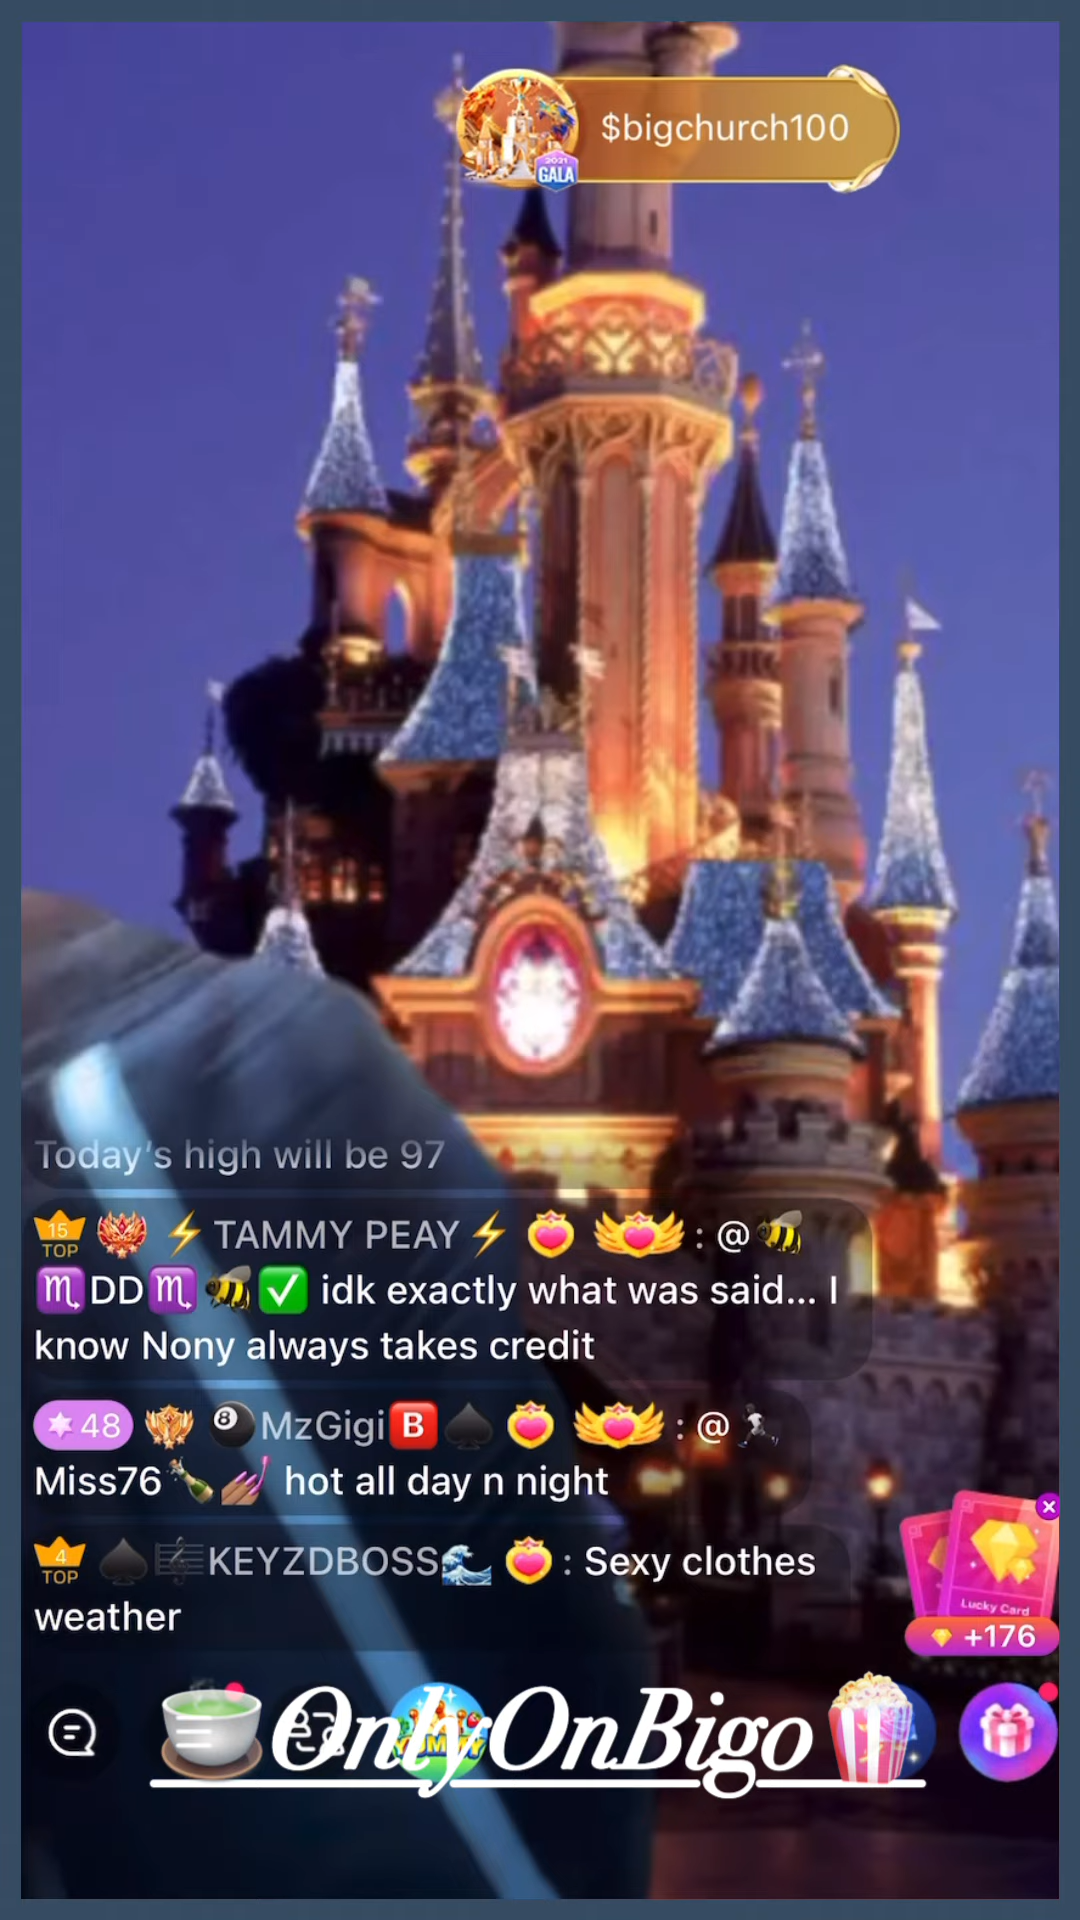 $bigchurch100
2021
GALA
Today's high will be 97
15 TOP ⚡ TAMMY PEAY ⚡ : @🐝
♏DD♏🐝✅ idk exactly what was said... I
know Nony always takes credit
48 🎱MzGigi🅱♠ : @🏃
Miss76🍾💅 hot all day n night
4 TOP ♠🎼KEYZDBOSS🌊 : Sexy clothes
weather
Lucky Card
+176
🍵OnlyOnBigo🍿
YUMMY